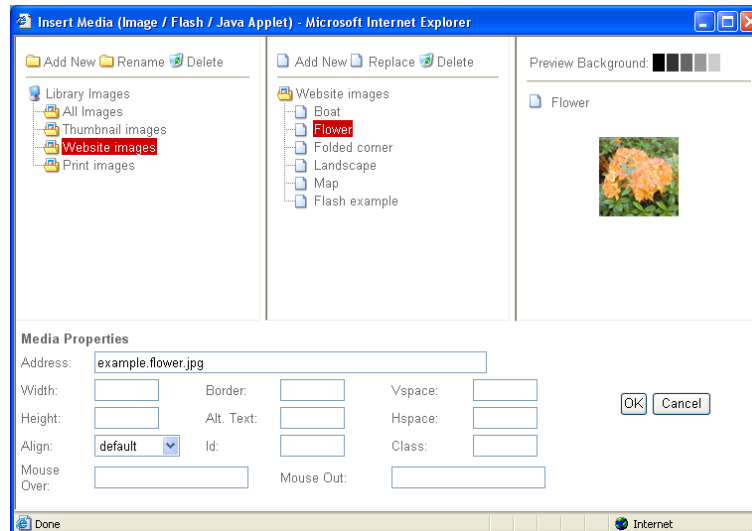 Insert Media (Image / Flash / Java Applet) - Microsoft Internet Explorer
Add New Rename Delete
Library Images
All Images
Thumbnail images
Website images
Print images
Add New Replace Delete
Website images
Boat
Flower
Folded corner
Landscape
Map
Flash example
Preview Background:
Flower
Media Properties
Address: example.flower.jpg
Width: Border: Vspace:
Height: Alt. Text: Hspace:
OK Cancel
Align: default Id: Class:
Mouse Over: Mouse Out:
Done Internet